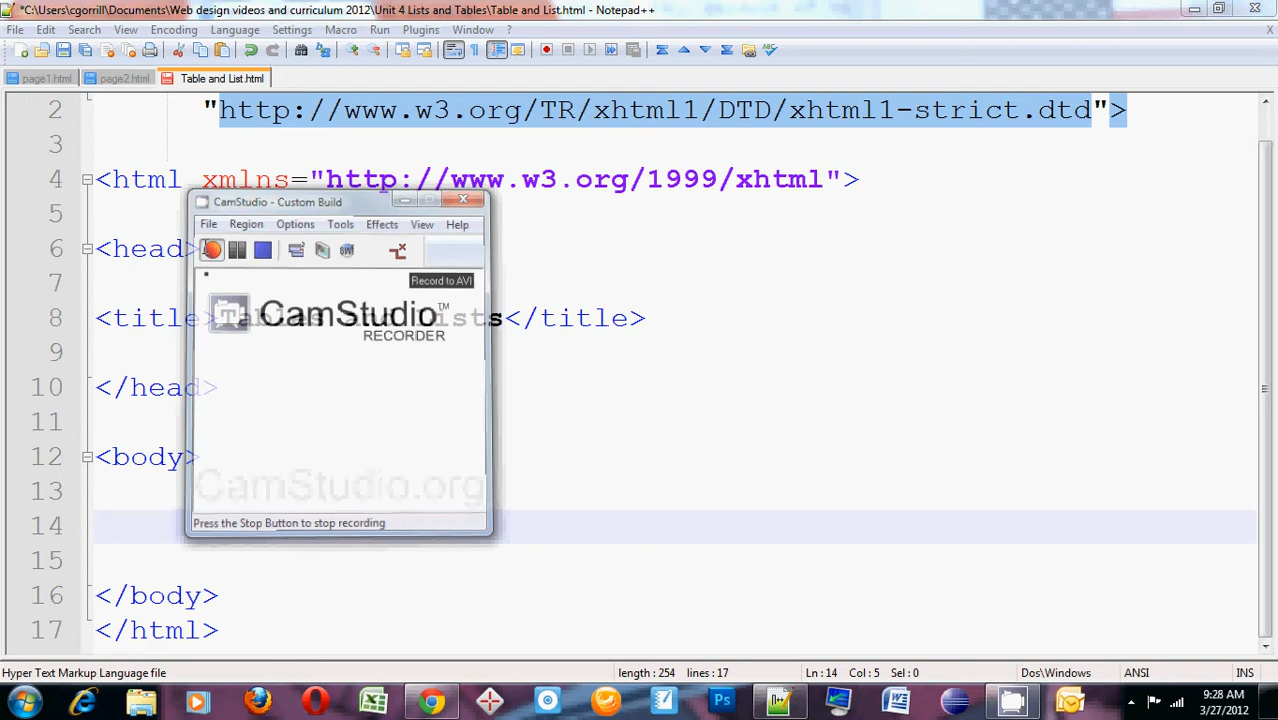 *C:\Users\cgorrill\Documents\Web design videos and curriculum 2012\Unit 4 Lists and Tables\Table and List.html - Notepad++
File Edit Search View Encoding Language Settings Macro Run Plugins Window ? X
page1.html page2.html Table and List.html
2 "http://www.w3.org/TR/xhtml1/DTD/xhtml1-strict.dtd">
3
4 <html xmlns="http://www.w3.org/1999/xhtml">
CamStudio - Custom Build
5
File Region Options Tools Effects View Help
6 <head>
7
Record to AVI
CamStudio™
RECORDER
8 <title>Tables and Lists</title>
9
10 </head>
11
12 <body>
CamStudio.org
13
Press the Stop Button to stop recording
14
15
16 </body>
17 </html>
Hyper Text Markup Language file length : 254 lines : 17 Ln : 14 Col : 5 Sel : 0 Dos\Windows ANSI INS
Ps W
9:28 AM
3/27/2012